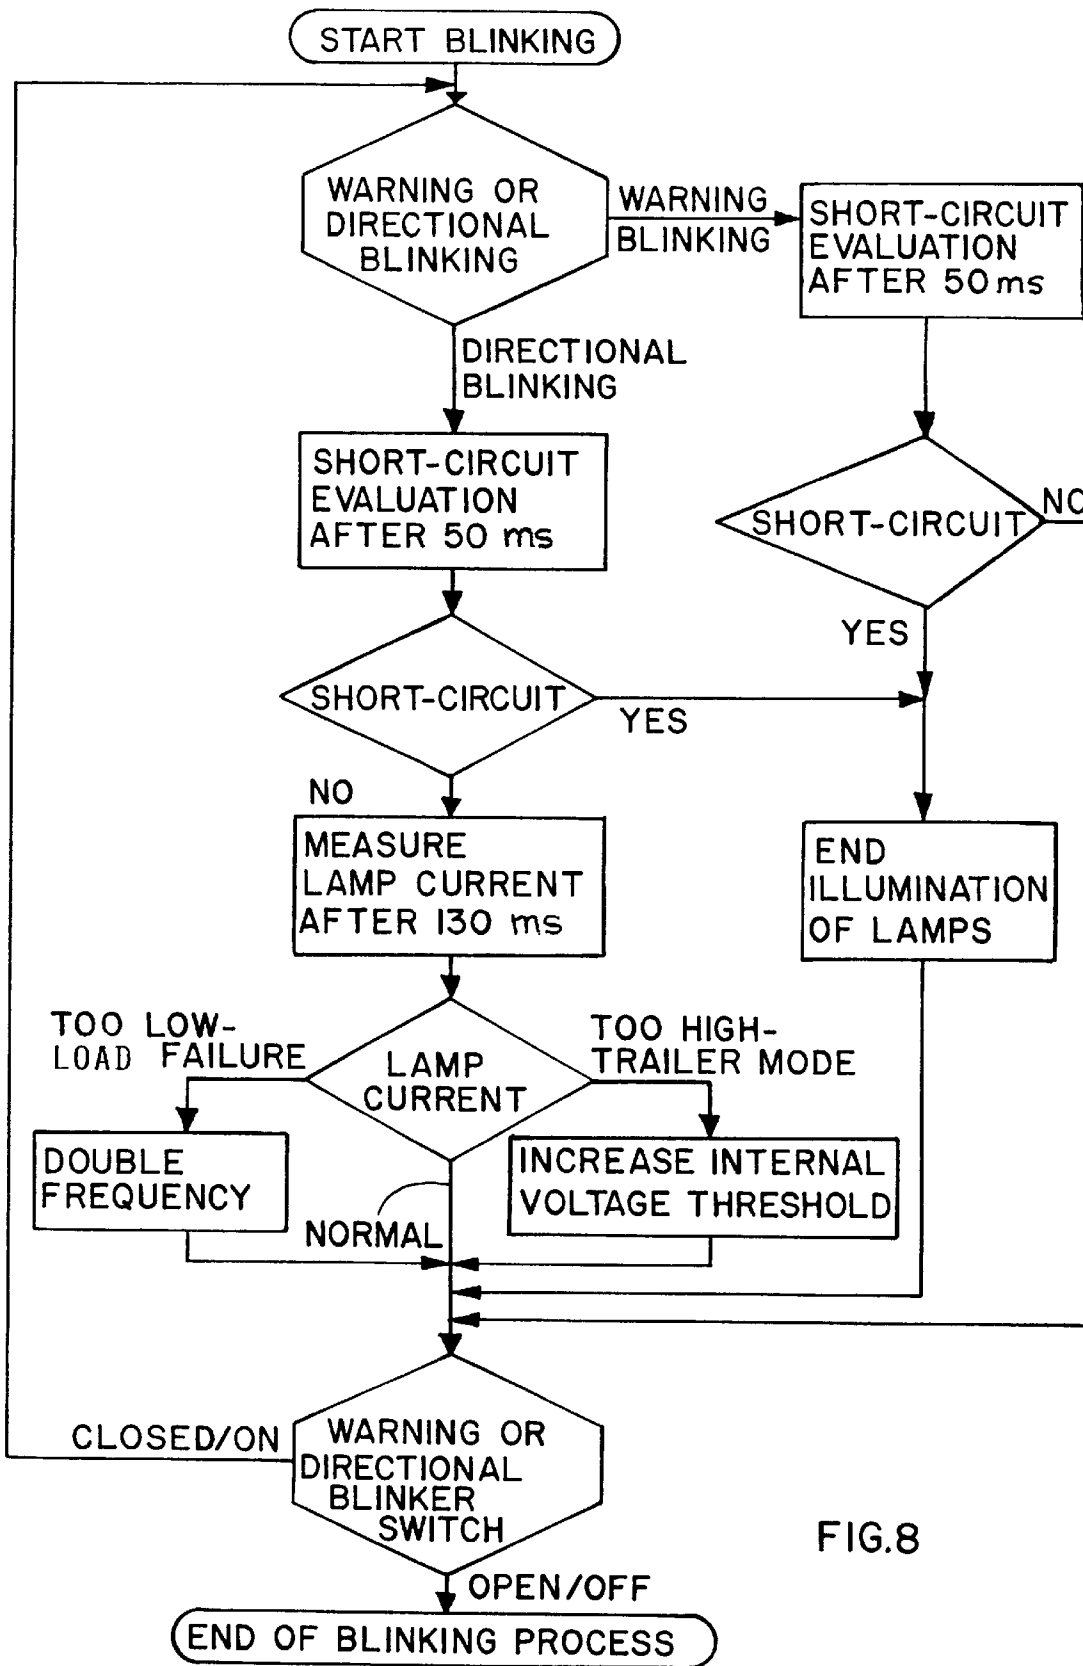 START BLINKING
WARNING OR
DIRECTIONAL
BLINKING
WARNING
BLINKING
SHORT-CIRCUIT
EVALUATION
AFTER 50 ms
DIRECTIONAL
BLINKING
SHORT-CIRCUIT
EVALUATION
AFTER 50 ms
SHORT-CIRCUIT
NO
YES
SHORT-CIRCUIT
YES
NO
MEASURE
LAMP CURRENT
AFTER 130 ms
END
ILLUMINATION
OF LAMPS
TOO LOW-
LOAD FAILURE
LAMP
CURRENT
TOO HIGH-
TRAILER MODE
DOUBLE
FREQUENCY
INCREASE INTERNAL
VOLTAGE THRESHOLD
NORMAL
CLOSED/ON
WARNING OR
DIRECTIONAL
BLINKER
SWITCH
FIG.8
OPEN/OFF
END OF BLINKING PROCESS